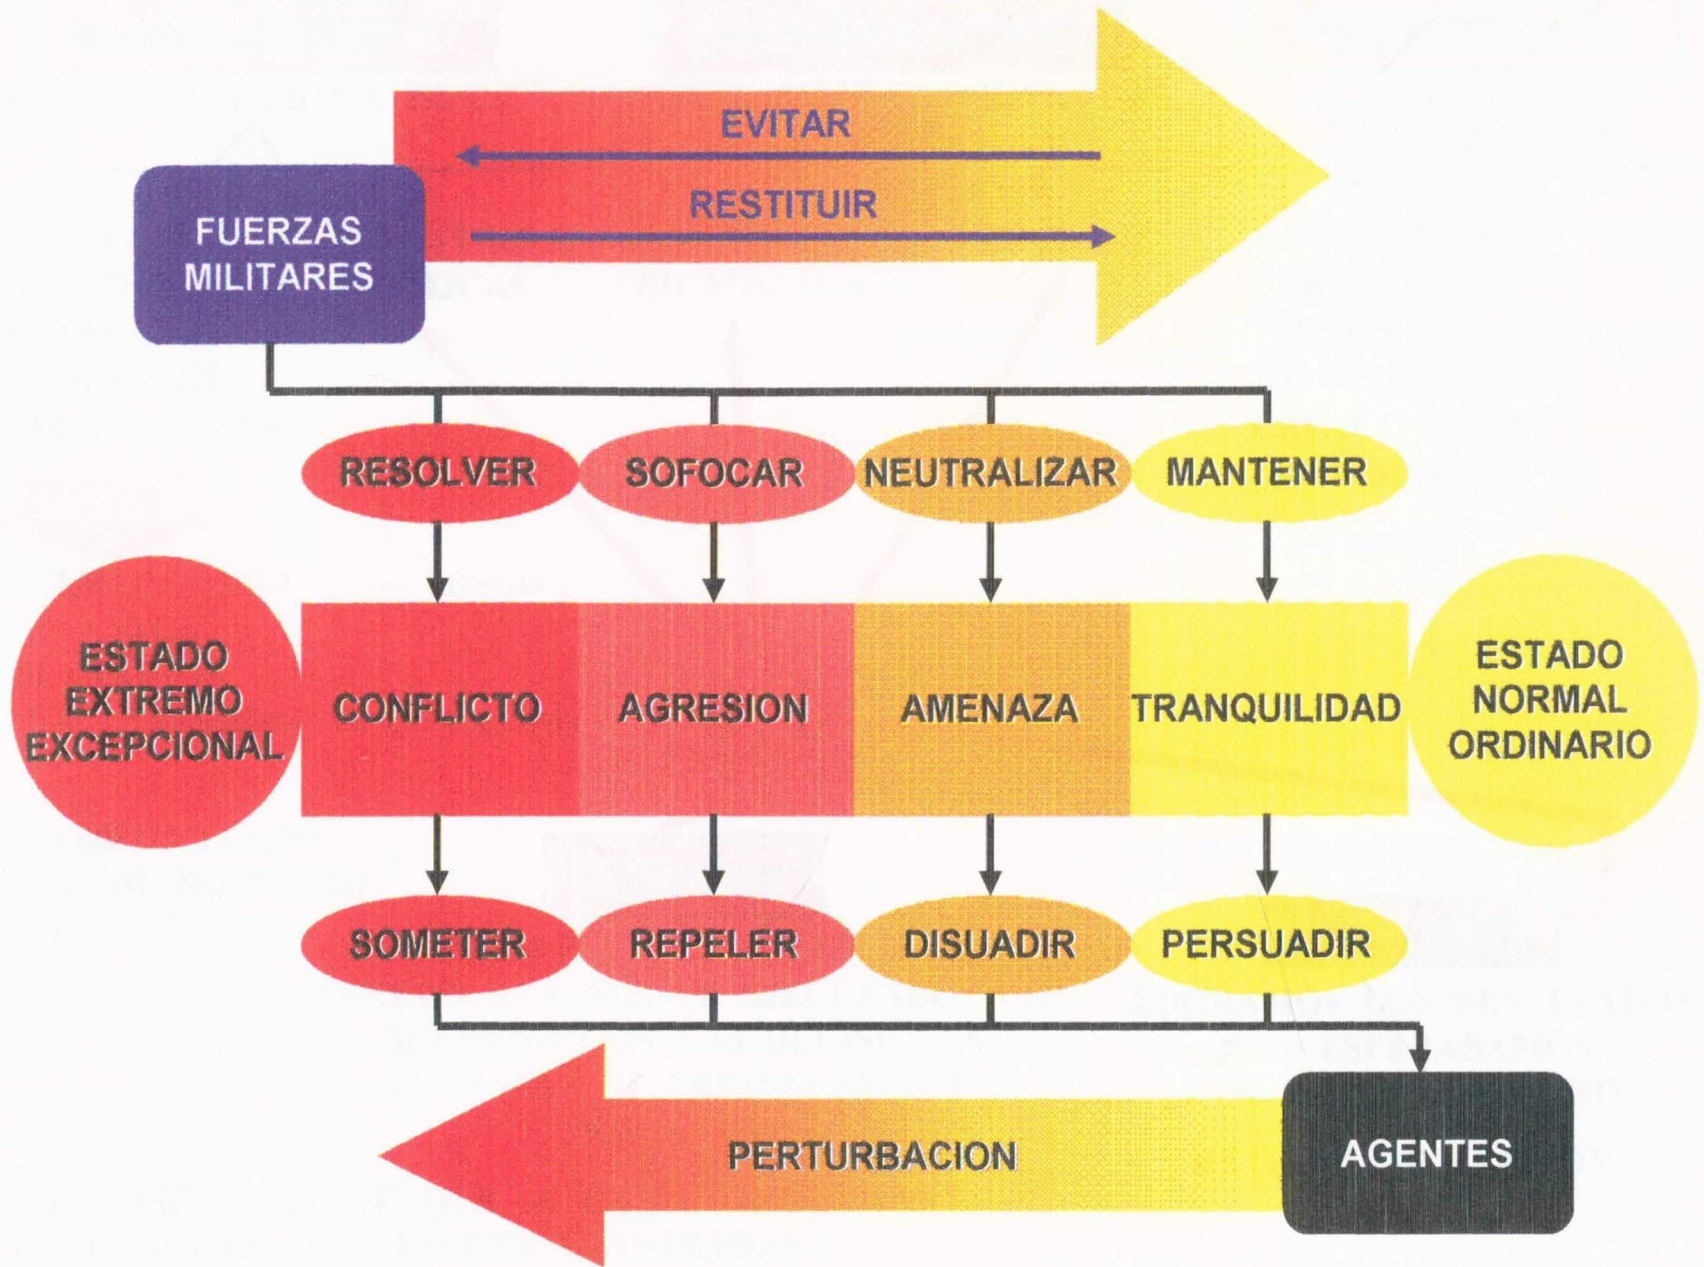 EVITAR
RESTITUIR
FUERZAS
MILITARES
RESOLVER
SOFOCAR
NEUTRALIZAR
MANTENER
ESTADO
EXTREMO
EXCEPCIONAL
CONFLICTO
AGRESION
AMENAZA
TRANQUILIDAD
ESTADO
NORMAL
ORDINARIO
SOMETER
REPELER
DISUADIR
PERSUADIR
PERTURBACION
AGENTES